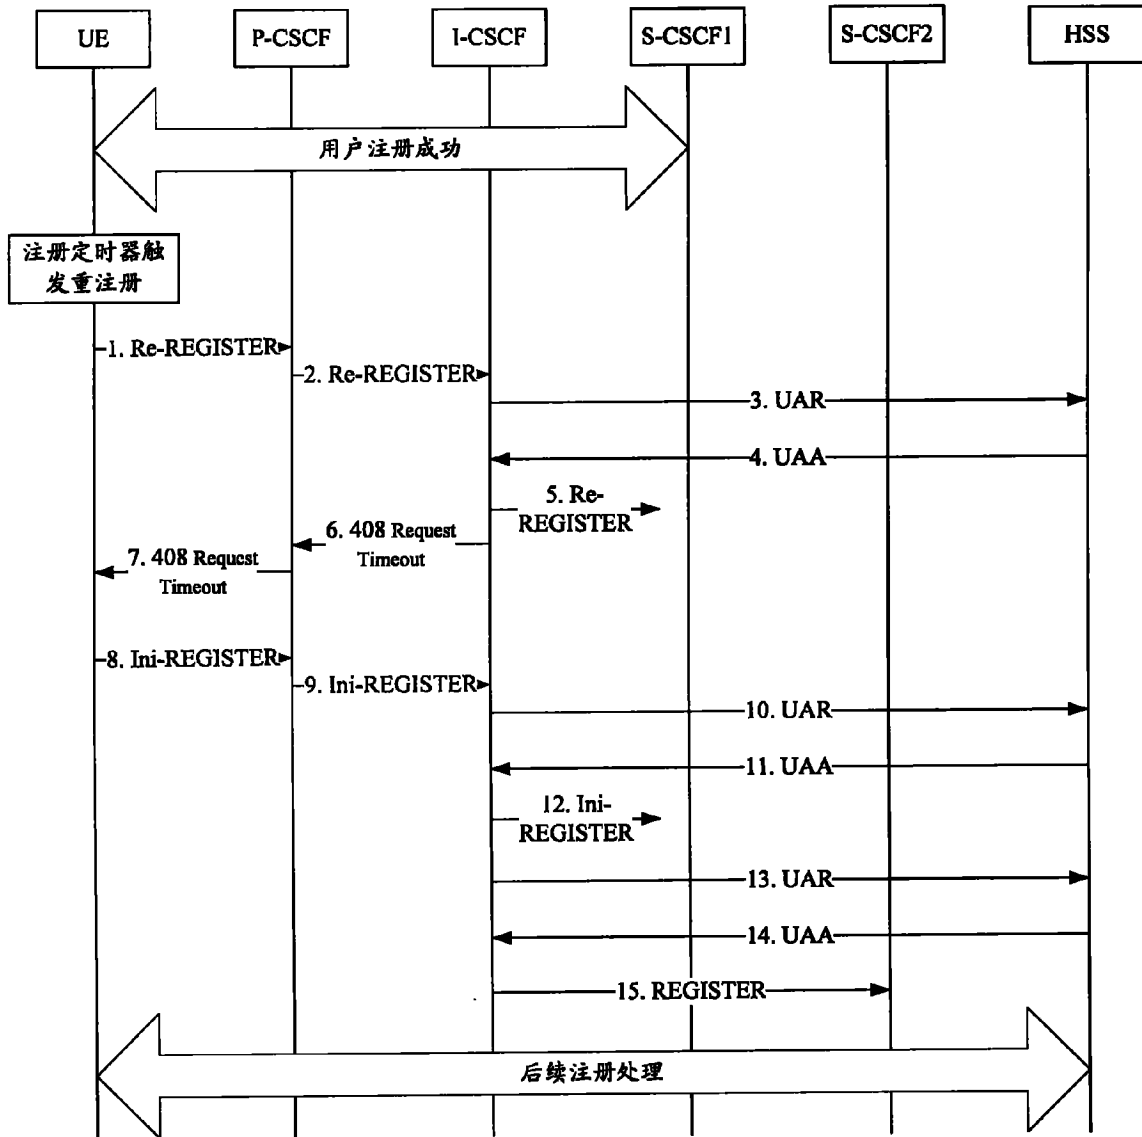 UE
P-CSCF
I-CSCF
S-CSCF1
S-CSCF2
HSS
用户注册成功
注册定时器触
发重注册
1. Re-REGISTER
2. Re-REGISTER
3. UAR
4. UAA
5. Re-
REGISTER
6. 408 Request
Timeout
7. 408 Request
Timeout
8. Ini-REGISTER
9. Ini-REGISTER
10. UAR
11. UAA
12. Ini-
REGISTER
13. UAR
14. UAA
15. REGISTER
后续注册处理